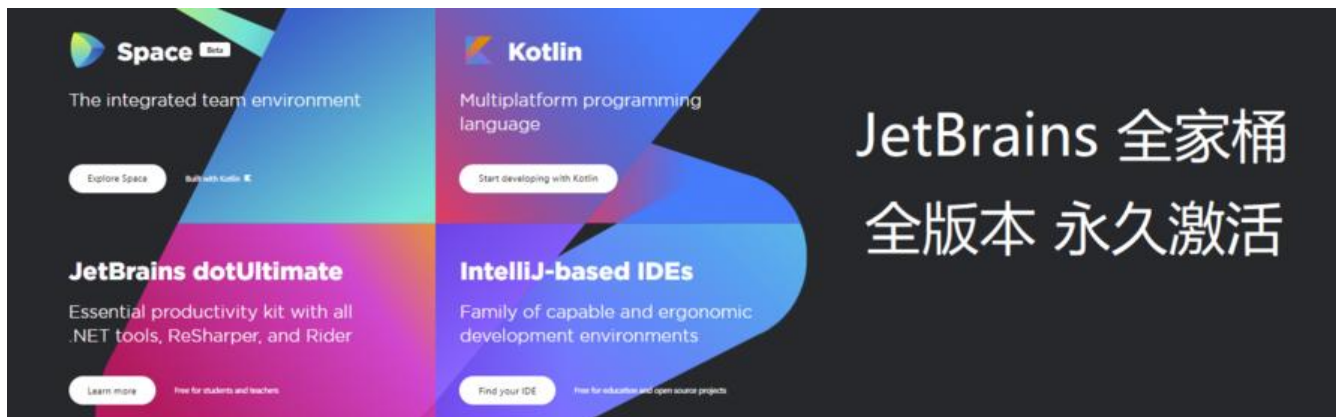 Space Beta
The integrated team environment
Explore Space
Built with Kotlin
Kotlin
Multiplatform programming
language
Start developing with Kotlin
JetBrains dotUltimate
Essential productivity kit with all
.NET tools, ReSharper, and Rider
Learn more
Free for students and teachers
IntelliJ-based IDEs
Family of capable and ergonomic
development environments
Find your IDE
Free for education and open source projects
JetBrains 全家桶
全版本 永久激活